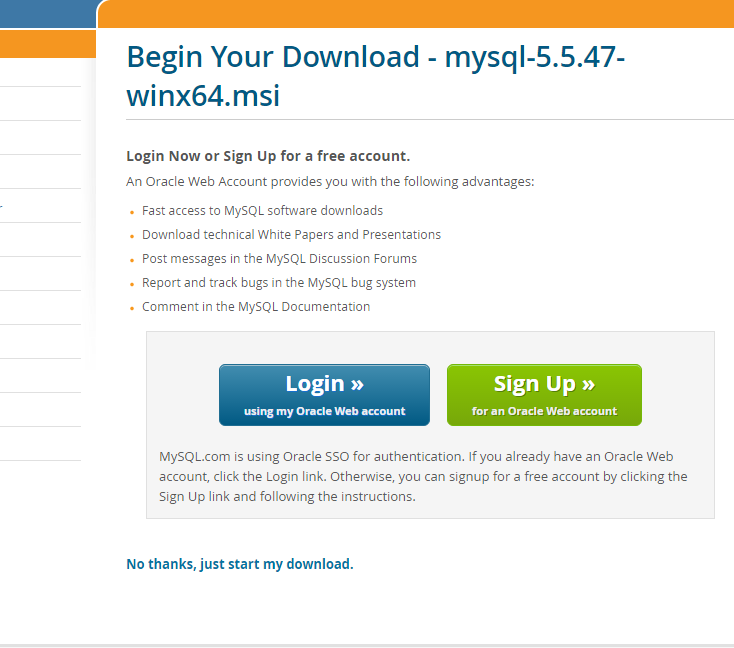 Begin Your Download - mysql-5.5.47-
winx64.msi
Login Now or Sign Up for a free account.
An Oracle Web Account provides you with the following advantages:
Fast access to MySQL software downloads
Download technical White Papers and Presentations
Post messages in the MySQL Discussion Forums
Report and track bugs in the MySQL bug system
Comment in the MySQL Documentation
Login »
using my Oracle Web account
Sign Up »
for an Oracle Web account
MySQL.com is using Oracle SSO for authentication. If you already have an Oracle Web
account, click the Login link. Otherwise, you can signup for a free account by clicking the
Sign Up link and following the instructions.
No thanks, just start my download.